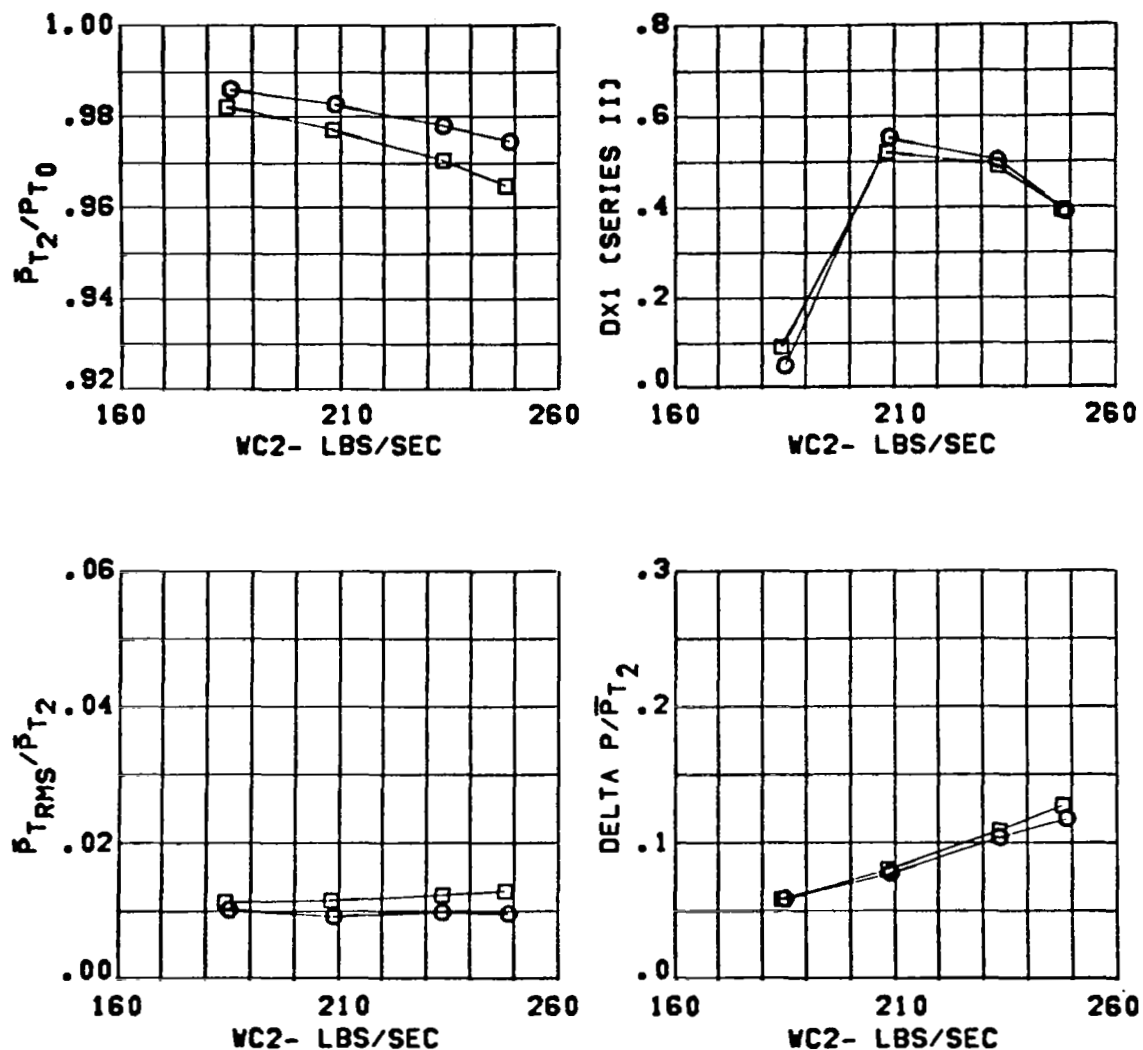 1.00
.98
.96
.94
.92
P̄T2/PT0
160 210 260
WC2- LBS/SEC
.8
.6
.4
.2
.0
DX1 (SERIES II)
160 210 260
WC2- LBS/SEC
.06
.04
.02
.00
P̄TRMS/P̄T2
160 210 260
WC2- LBS/SEC
.3
.2
.1
.0
DELTA P/P̄T2
160 210 260
WC2- LBS/SEC